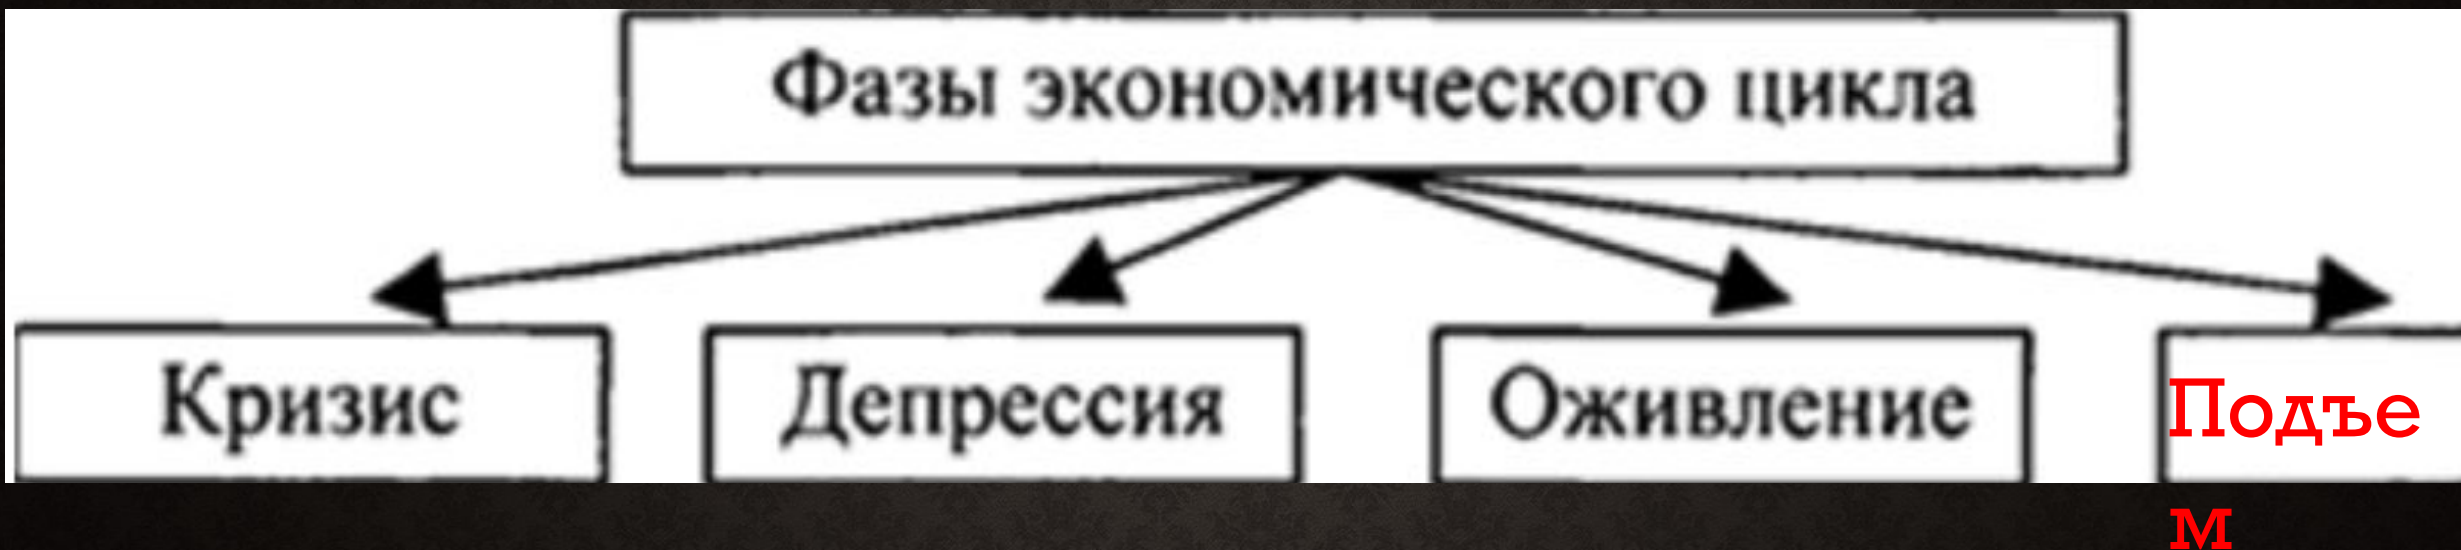 Фазы экономического цикла
Кризис
Депрессия
Оживление
Подъе
м